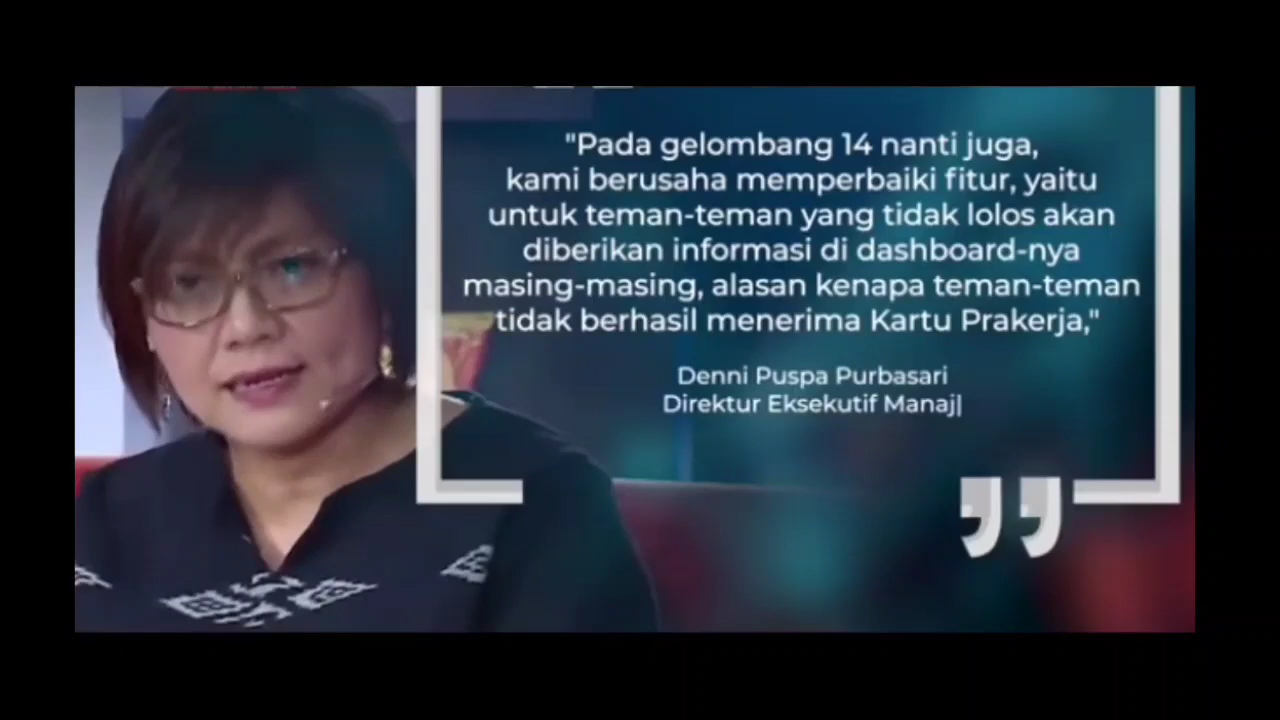 "Pada gelombang 14 nanti juga,
kami berusaha memperbaiki fitur, yaitu
untuk teman-teman yang tidak lolos akan
diberikan informasi di dashboard-nya
masing-masing, alasan kenapa teman-teman
tidak berhasil menerima Kartu Prakerja,"
Denni Puspa Purbasari
Direktur Eksekutif Manaj|